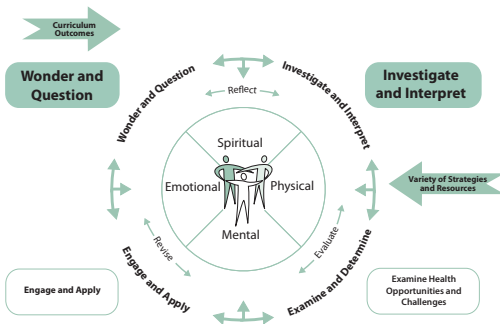 Curriculum
Outcomes
Wonder and
Question
Investigate
and Interpret
Wonder and Question
Investigate and Interpret
Reflect
Spiritual
Emotional
Physical
Mental
Variety of Strategies
and Resources
Revise
Evaluate
Engage and Apply
Examine and Determine
Engage and Apply
Examine Health
Opportunities and
Challenges